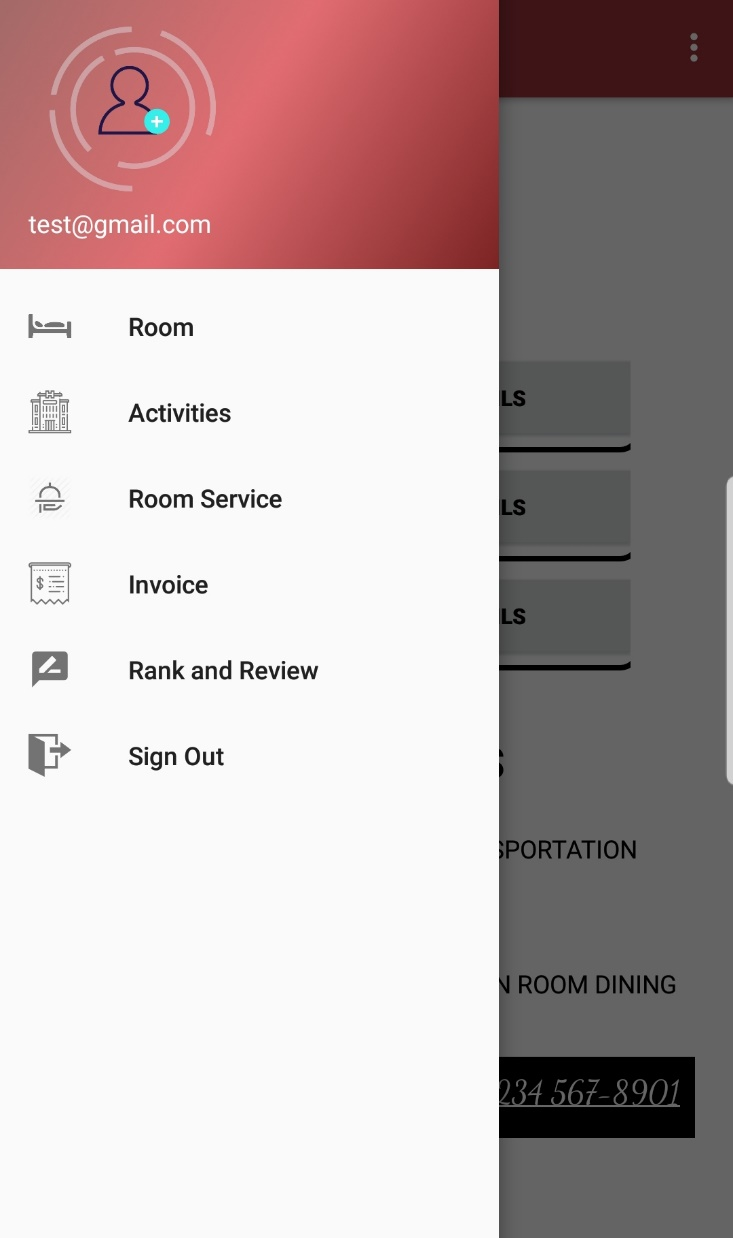 test@gmail.com
Room
Activities
Room Service
Invoice
Rank and Review
Sign Out
LS
LS
LS
S
SPORTATION
N ROOM DINING
234 567-8901